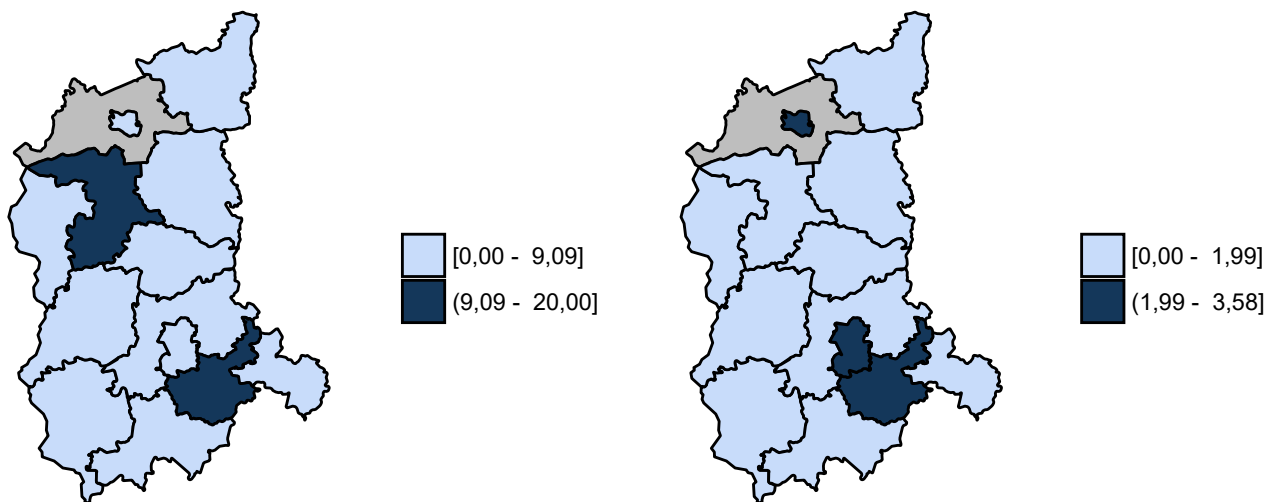 [0,00 -  9,09]
(9,09 -  20,00]
[0,00 -  1,99]
(1,99 -  3,58]